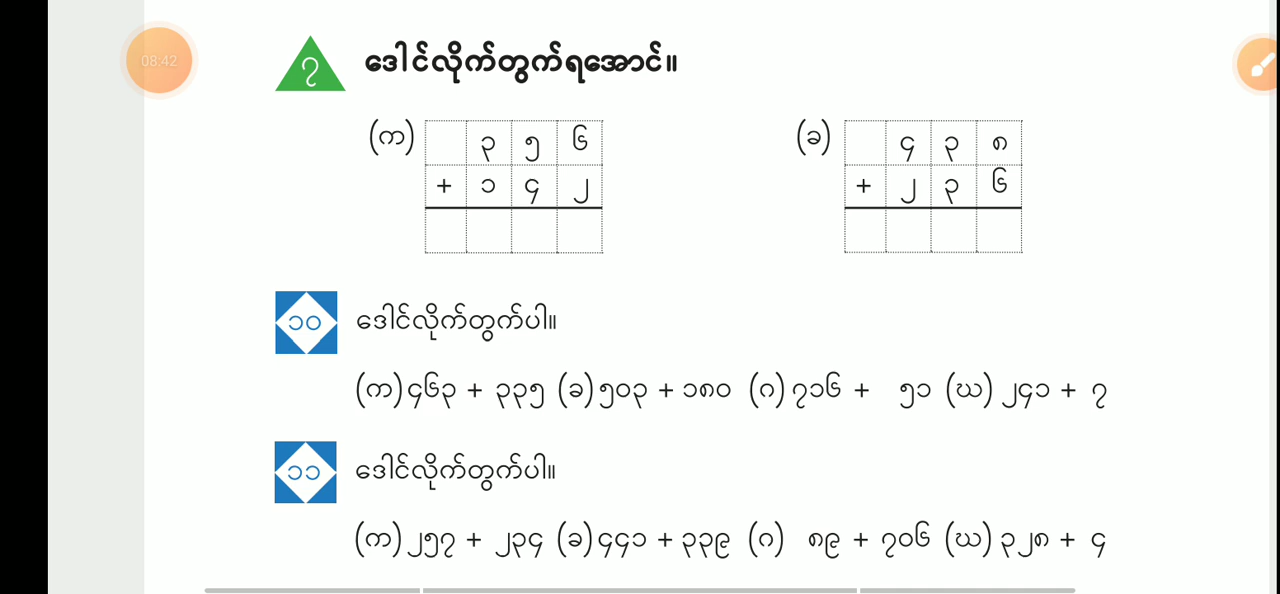 08:42
၇ ဒေါင်လိုက်တွက်ရအောင်။
(က) ၃ ၅ ၆ (ခ) ၄ ၃ ၈
+ ၁ ၄ ၂ + ၂ ၃ ၆
၁၀ ဒေါင်လိုက်တွက်ပါ။
(က) ၄၆၃ + ၃၃၅ (ခ) ၅၀၃ + ၁၈၀ (ဂ) ၇၁၆ + ၅၁ (ဃ) ၂၄၁ + ၇
၁၁ ဒေါင်လိုက်တွက်ပါ။
(က) ၂၅၇ + ၂၃၄ (ခ) ၄၄၁ + ၃၃၉ (ဂ) ၈၉ + ၇၀၆ (ဃ) ၃၂၈ + ၄